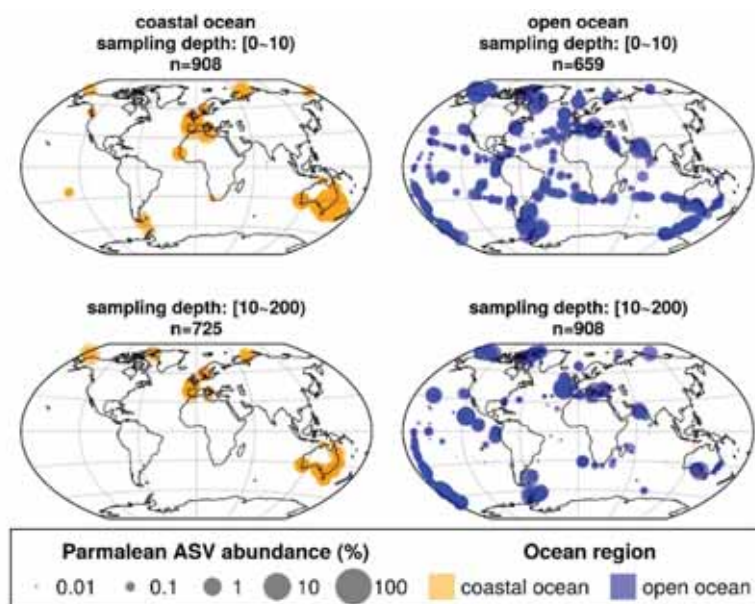 coastal ocean
sampling depth: [0~10)
n=908
open ocean
sampling depth: [0~10)
n=659
sampling depth: [10~200)
n=725
sampling depth: [10~200)
n=908
Parmalean ASV abundance (%)
0.01 0.1 1 10 100
Ocean region
coastal ocean open ocean